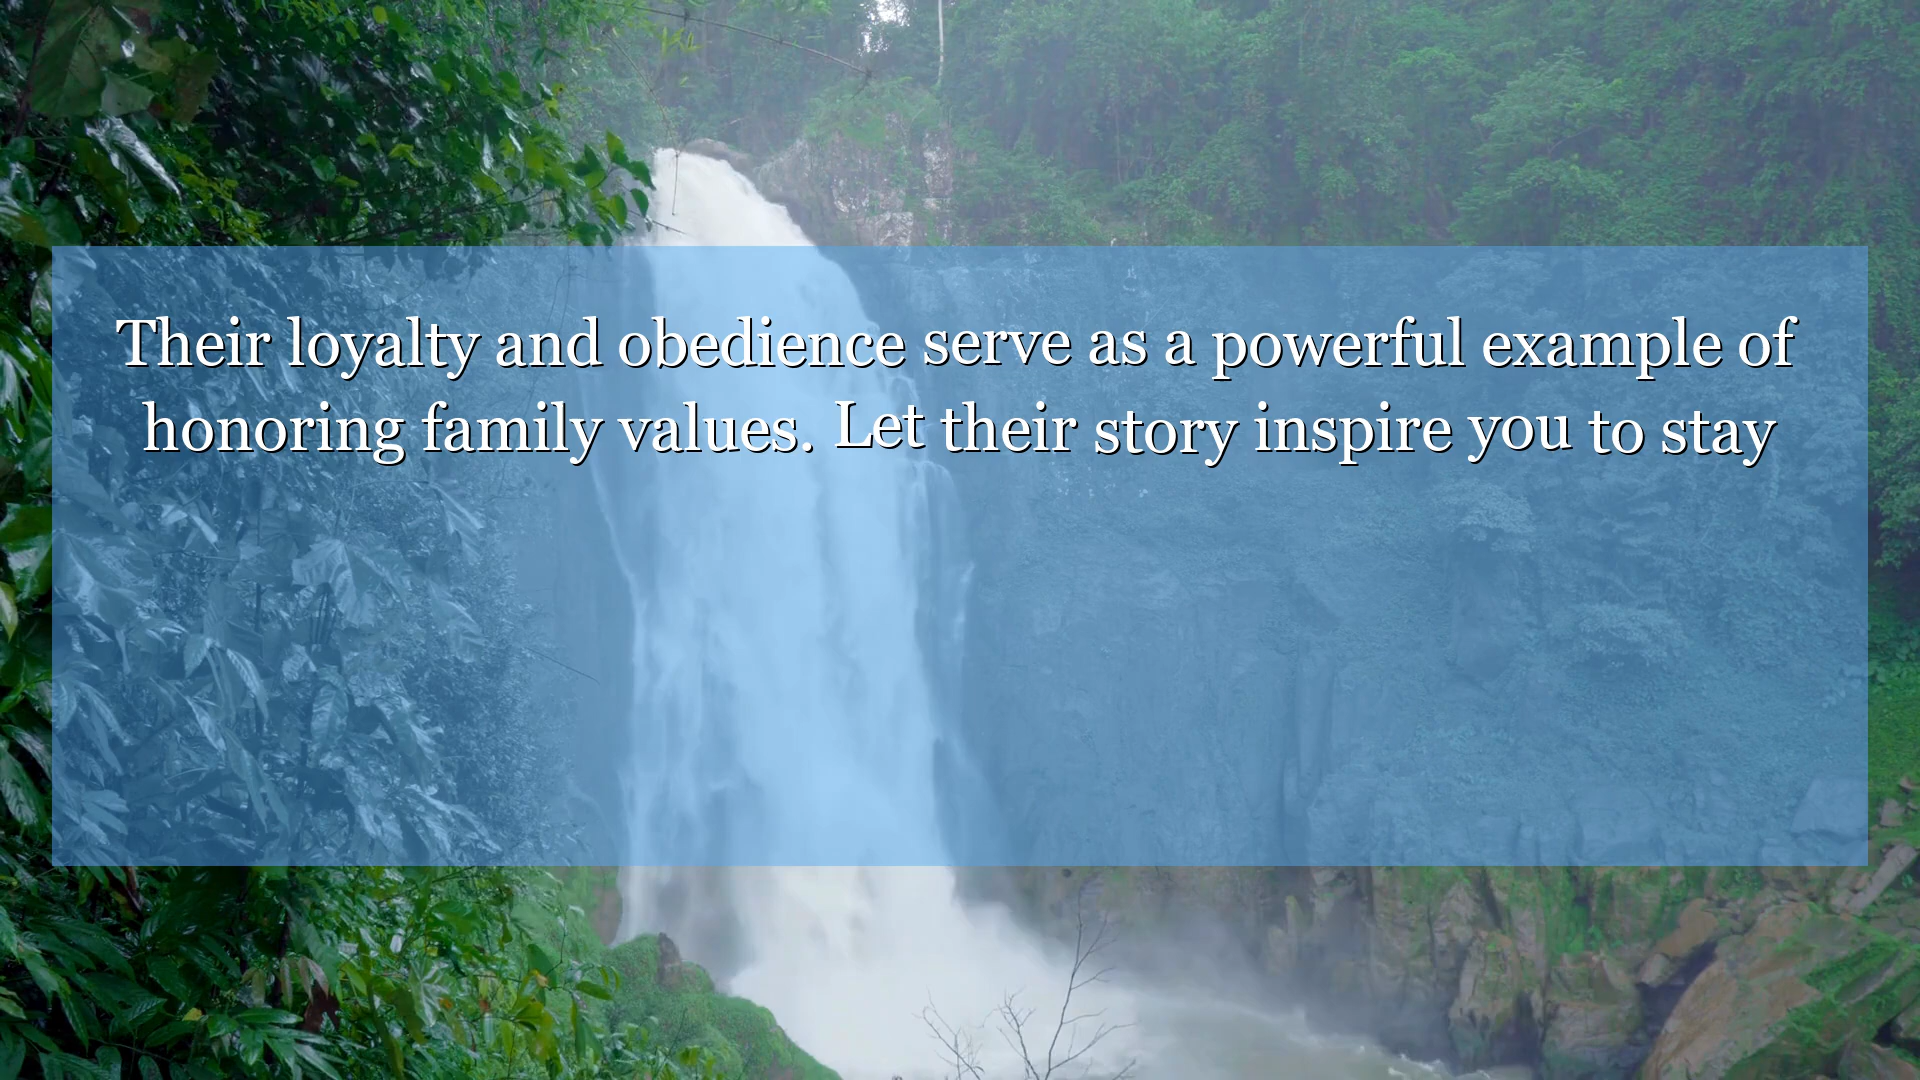 Their loyalty and obedience serve as a powerful example of
honoring family values. Let their story inspire you to stay